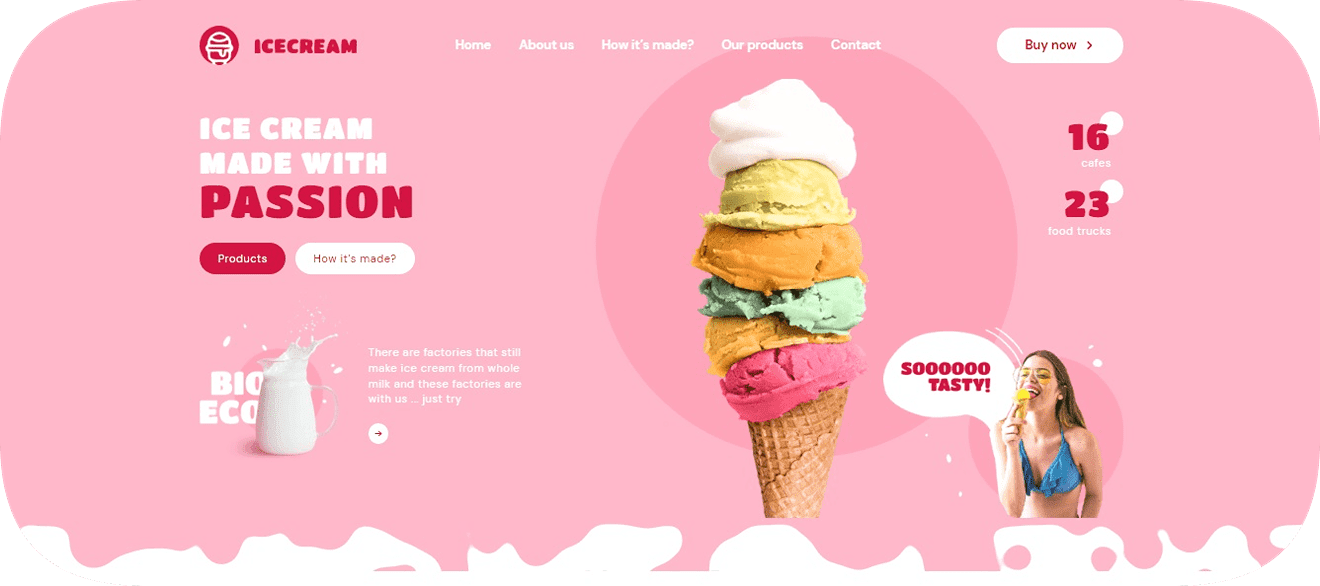 ICECREAM
Home
About us
How it's made?
Our products
Contact
Buy now
ICE CREAM
MADE WITH
PASSION
Products
How it's made?
16
cafes
23
food trucks
BIO
ECO
There are factories that still
make ice cream from whole
milk and these factories are
with us ... just try
SOOOOOO
TASTY!